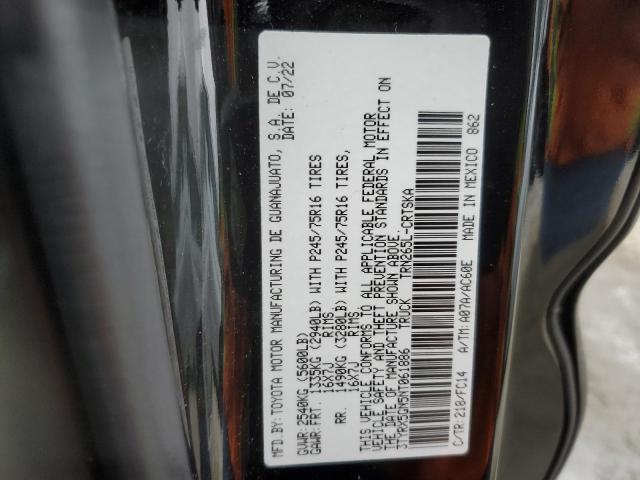 MFD.BY: TOYOTA MOTOR MANUFACTURING DE GUANAJUATO, S.A. DE C.V.
DATE: 07/22
GVWR: 2540KG (5600LB)
GAWR: FRT. 1335KG (2940LB) WITH P245/75R16 TIRES
16X7J RIMS
RR. 1490KG (3280LB) WITH P245/75R16 TIRES,
16X7J RIMS
THIS VEHICLE CONFORMS TO ALL APPLICABLE FEDERAL MOTOR
VEHICLE SAFETY AND THEFT PREVENTION STANDARDS IN EFFECT ON
THE DATE OF MANUFACTURE SHOWN ABOVE.
3TYRX5GN5NT061886 TRUCK TRN265L-CRTSKA
C/TR:218/FC14 A/TM: A07A/AC60E MADE IN MEXICO 862